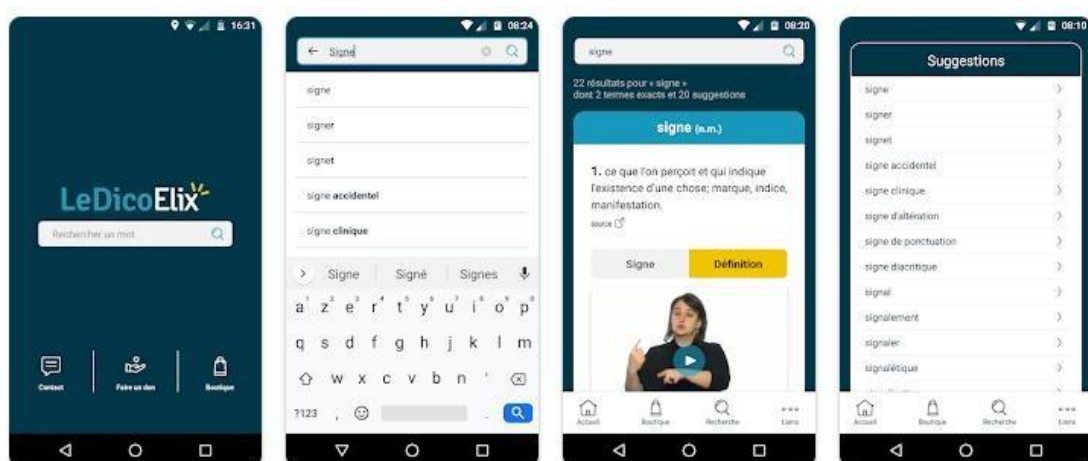 16:31
LeDicoElix
Rechercher un mot
Contact
Faire un don
Boutique
08:24
Signe
signe
signer
signet
signe accidentel
signe clinique
Signe Signé Signes
a z e r t y u i o p
q s d f g h j k l m
w x c v b n '
?123 , .
08:20
signe
22 résultats pour « signe »
dont 2 termes exacts et 20 suggestions
signe (n.m.)
1. ce que l'on perçoit et qui indique
l'existence d'une chose; marque, indice,
manifestation.
source
Signe
Définition
Accueil
Boutique
Recherche
Liens
08:10
Suggestions
signe
signer
signet
signe accidentel
signe clinique
signe d'altération
signe de ponctuation
signe diacritique
signal
signalement
signaler
signalétique
Accueil
Boutique
Recherche
Liens